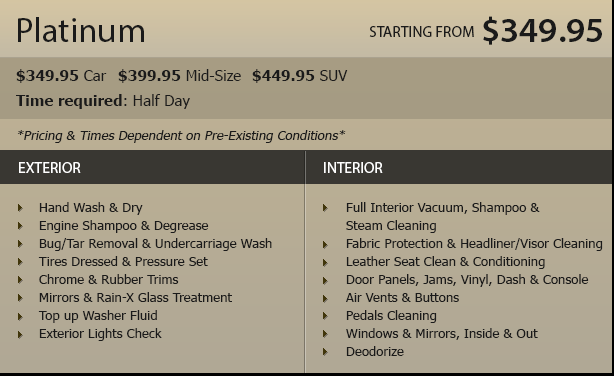 Platinum
STARTING FROM $349.95
$349.95 Car $399.95 Mid-Size $449.95 SUV
Time required: Half Day
*Pricing & Times Dependent on Pre-Existing Conditions*
EXTERIOR
Hand Wash & Dry
Engine Shampoo & Degrease
Bug/Tar Removal & Undercarriage Wash
Tires Dressed & Pressure Set
Chrome & Rubber Trims
Mirrors & Rain-X Glass Treatment
Top up Washer Fluid
Exterior Lights Check
INTERIOR
Full Interior Vacuum, Shampoo &
Steam Cleaning
Fabric Protection & Headliner/Visor Cleaning
Leather Seat Clean & Conditioning
Door Panels, Jams, Vinyl, Dash & Console
Air Vents & Buttons
Pedals Cleaning
Windows & Mirrors, Inside & Out
Deodorize